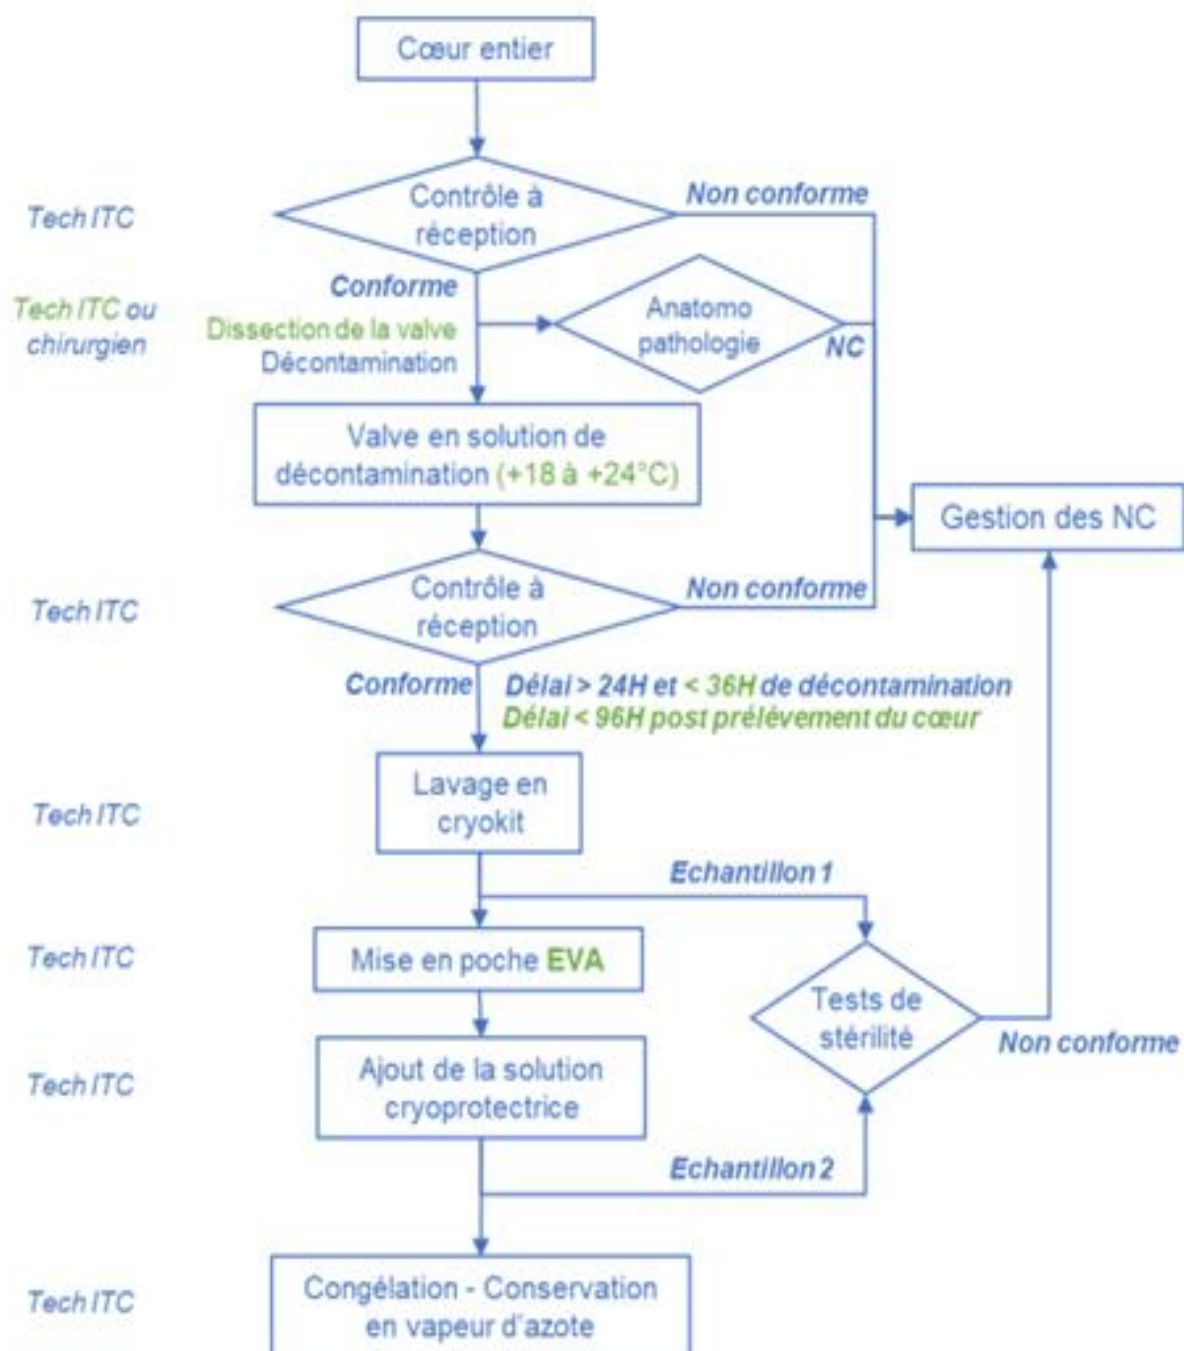 Cœur entier
Tech ITC
Contrôle à
réception
Non conforme
Conforme
Tech ITC ou
chirurgien
Dissection de la valve
Décontamination
Anatomo
pathologie
NC
Valve en solution de
décontamination (+18 à +24°C)
Gestion des NC
Tech ITC
Contrôle à
réception
Non conforme
Conforme
Délai > 24H et < 36H de décontamination
Délai < 96H post prélévement du cœur
Tech ITC
Lavage en
cryokit
Echantillon 1
Tech ITC
Mise en poche EVA
Tests de
stérilité
Non conforme
Tech ITC
Ajout de la solution
cryoprotectrice
Echantillon 2
Tech ITC
Congélation - Conservation
en vapeur d'azote